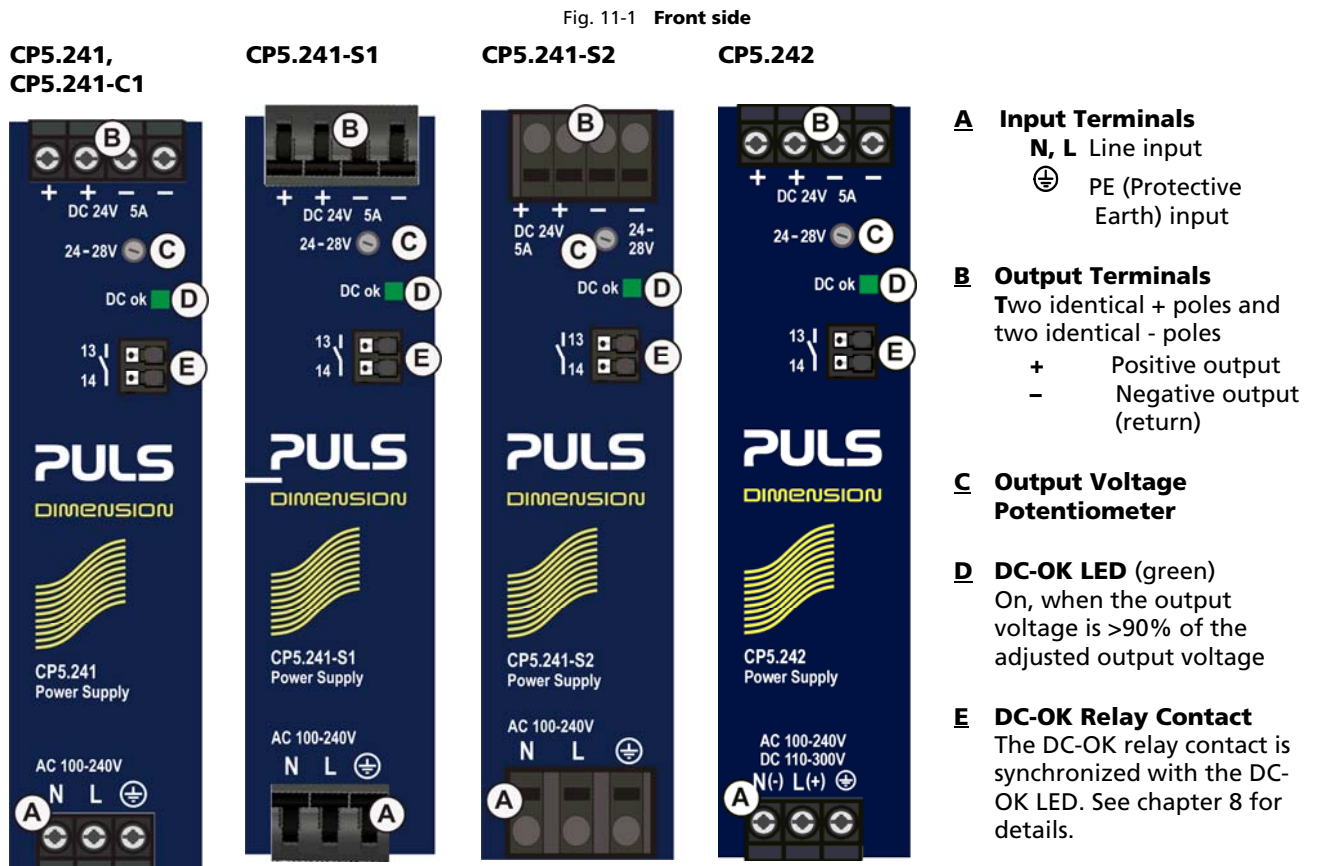 Fig. 11-1 Front side
CP5.241,
CP5.241-C1
B
+ + − −
DC 24V 5A
24-28V
C
DC ok
D
13
14
E
PULS
DIMENSION
CP5.241
Power Supply
AC 100-240V
N L
A
CP5.241-S1
B
+ + − −
DC 24V 5A
24-28V
C
DC ok
D
13
14
E
PULS
DIMENSION
CP5.241-S1
Power Supply
AC 100-240V
N L
A
CP5.241-S2
B
+ + − −
DC 24V
5A
C
24-
28V
DC ok
D
13
14
E
PULS
DIMENSION
CP5.241-S2
Power Supply
AC 100-240V
N L
A
CP5.242
B
+ + − −
DC 24V 5A
24-28V
C
DC ok
D
13
14
E
PULS
DIMENSION
CP5.242
Power Supply
AC 100-240V
DC 110-300V
N(-) L(+)
A
A Input Terminals
N, L Line input
PE (Protective
Earth) input
B Output Terminals
Two identical + poles and
two identical - poles
+ Positive output
– Negative output
(return)
C Output Voltage
Potentiometer
D DC-OK LED (green)
On, when the output
voltage is >90% of the
adjusted output voltage
E DC-OK Relay Contact
The DC-OK relay contact is
synchronized with the DC-
OK LED. See chapter 8 for
details.